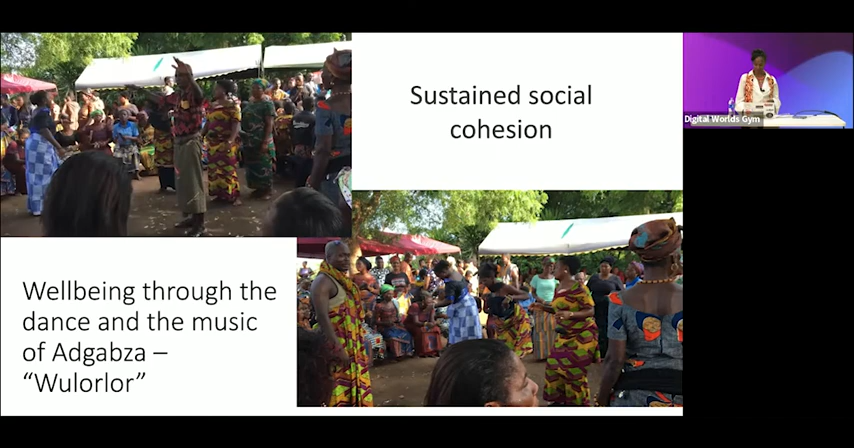 Sustained social
cohesion
Digital Worlds Gym
Wellbeing through the
dance and the music
of Adgabza –
“Wulorlor”